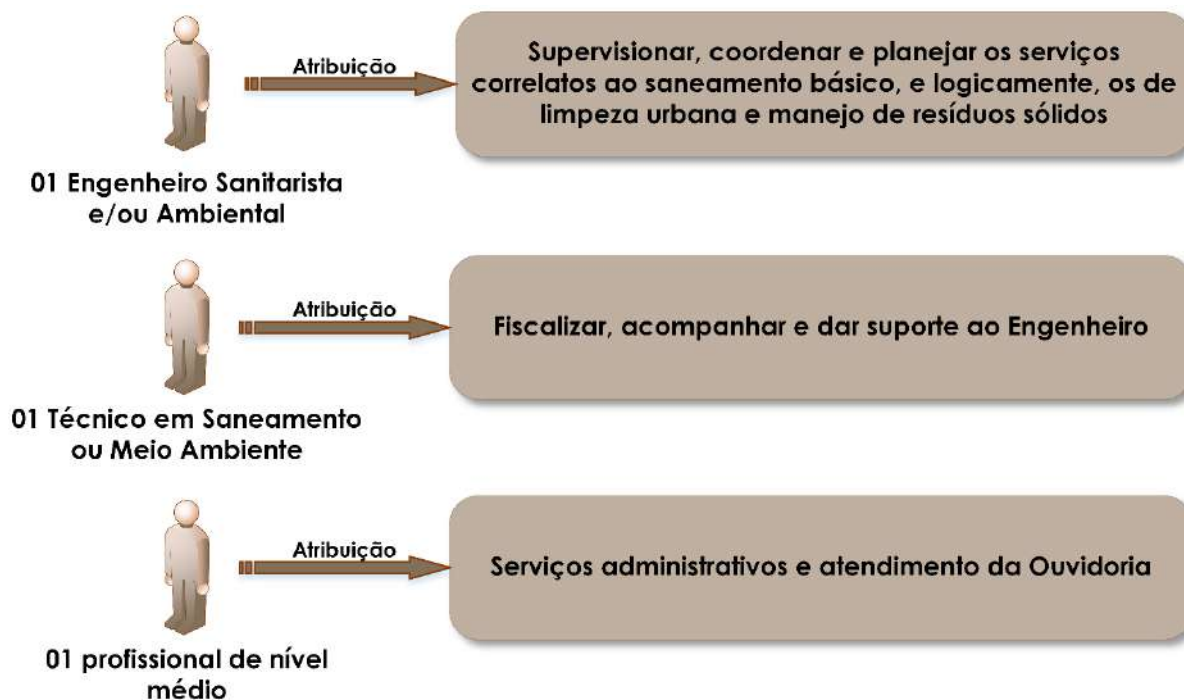 Atribuição
Supervisionar, coordenar e planejar os serviços
correlatos ao saneamento básico, e logicamente, os de
limpeza urbana e manejo de resíduos sólidos
01 Engenheiro Sanitarista
e/ou Ambiental
Atribuição
Fiscalizar, acompanhar e dar suporte ao Engenheiro
01 Técnico em Saneamento
ou Meio Ambiente
Atribuição
Serviços administrativos e atendimento da Ouvidoria
01 profissional de nível
médio